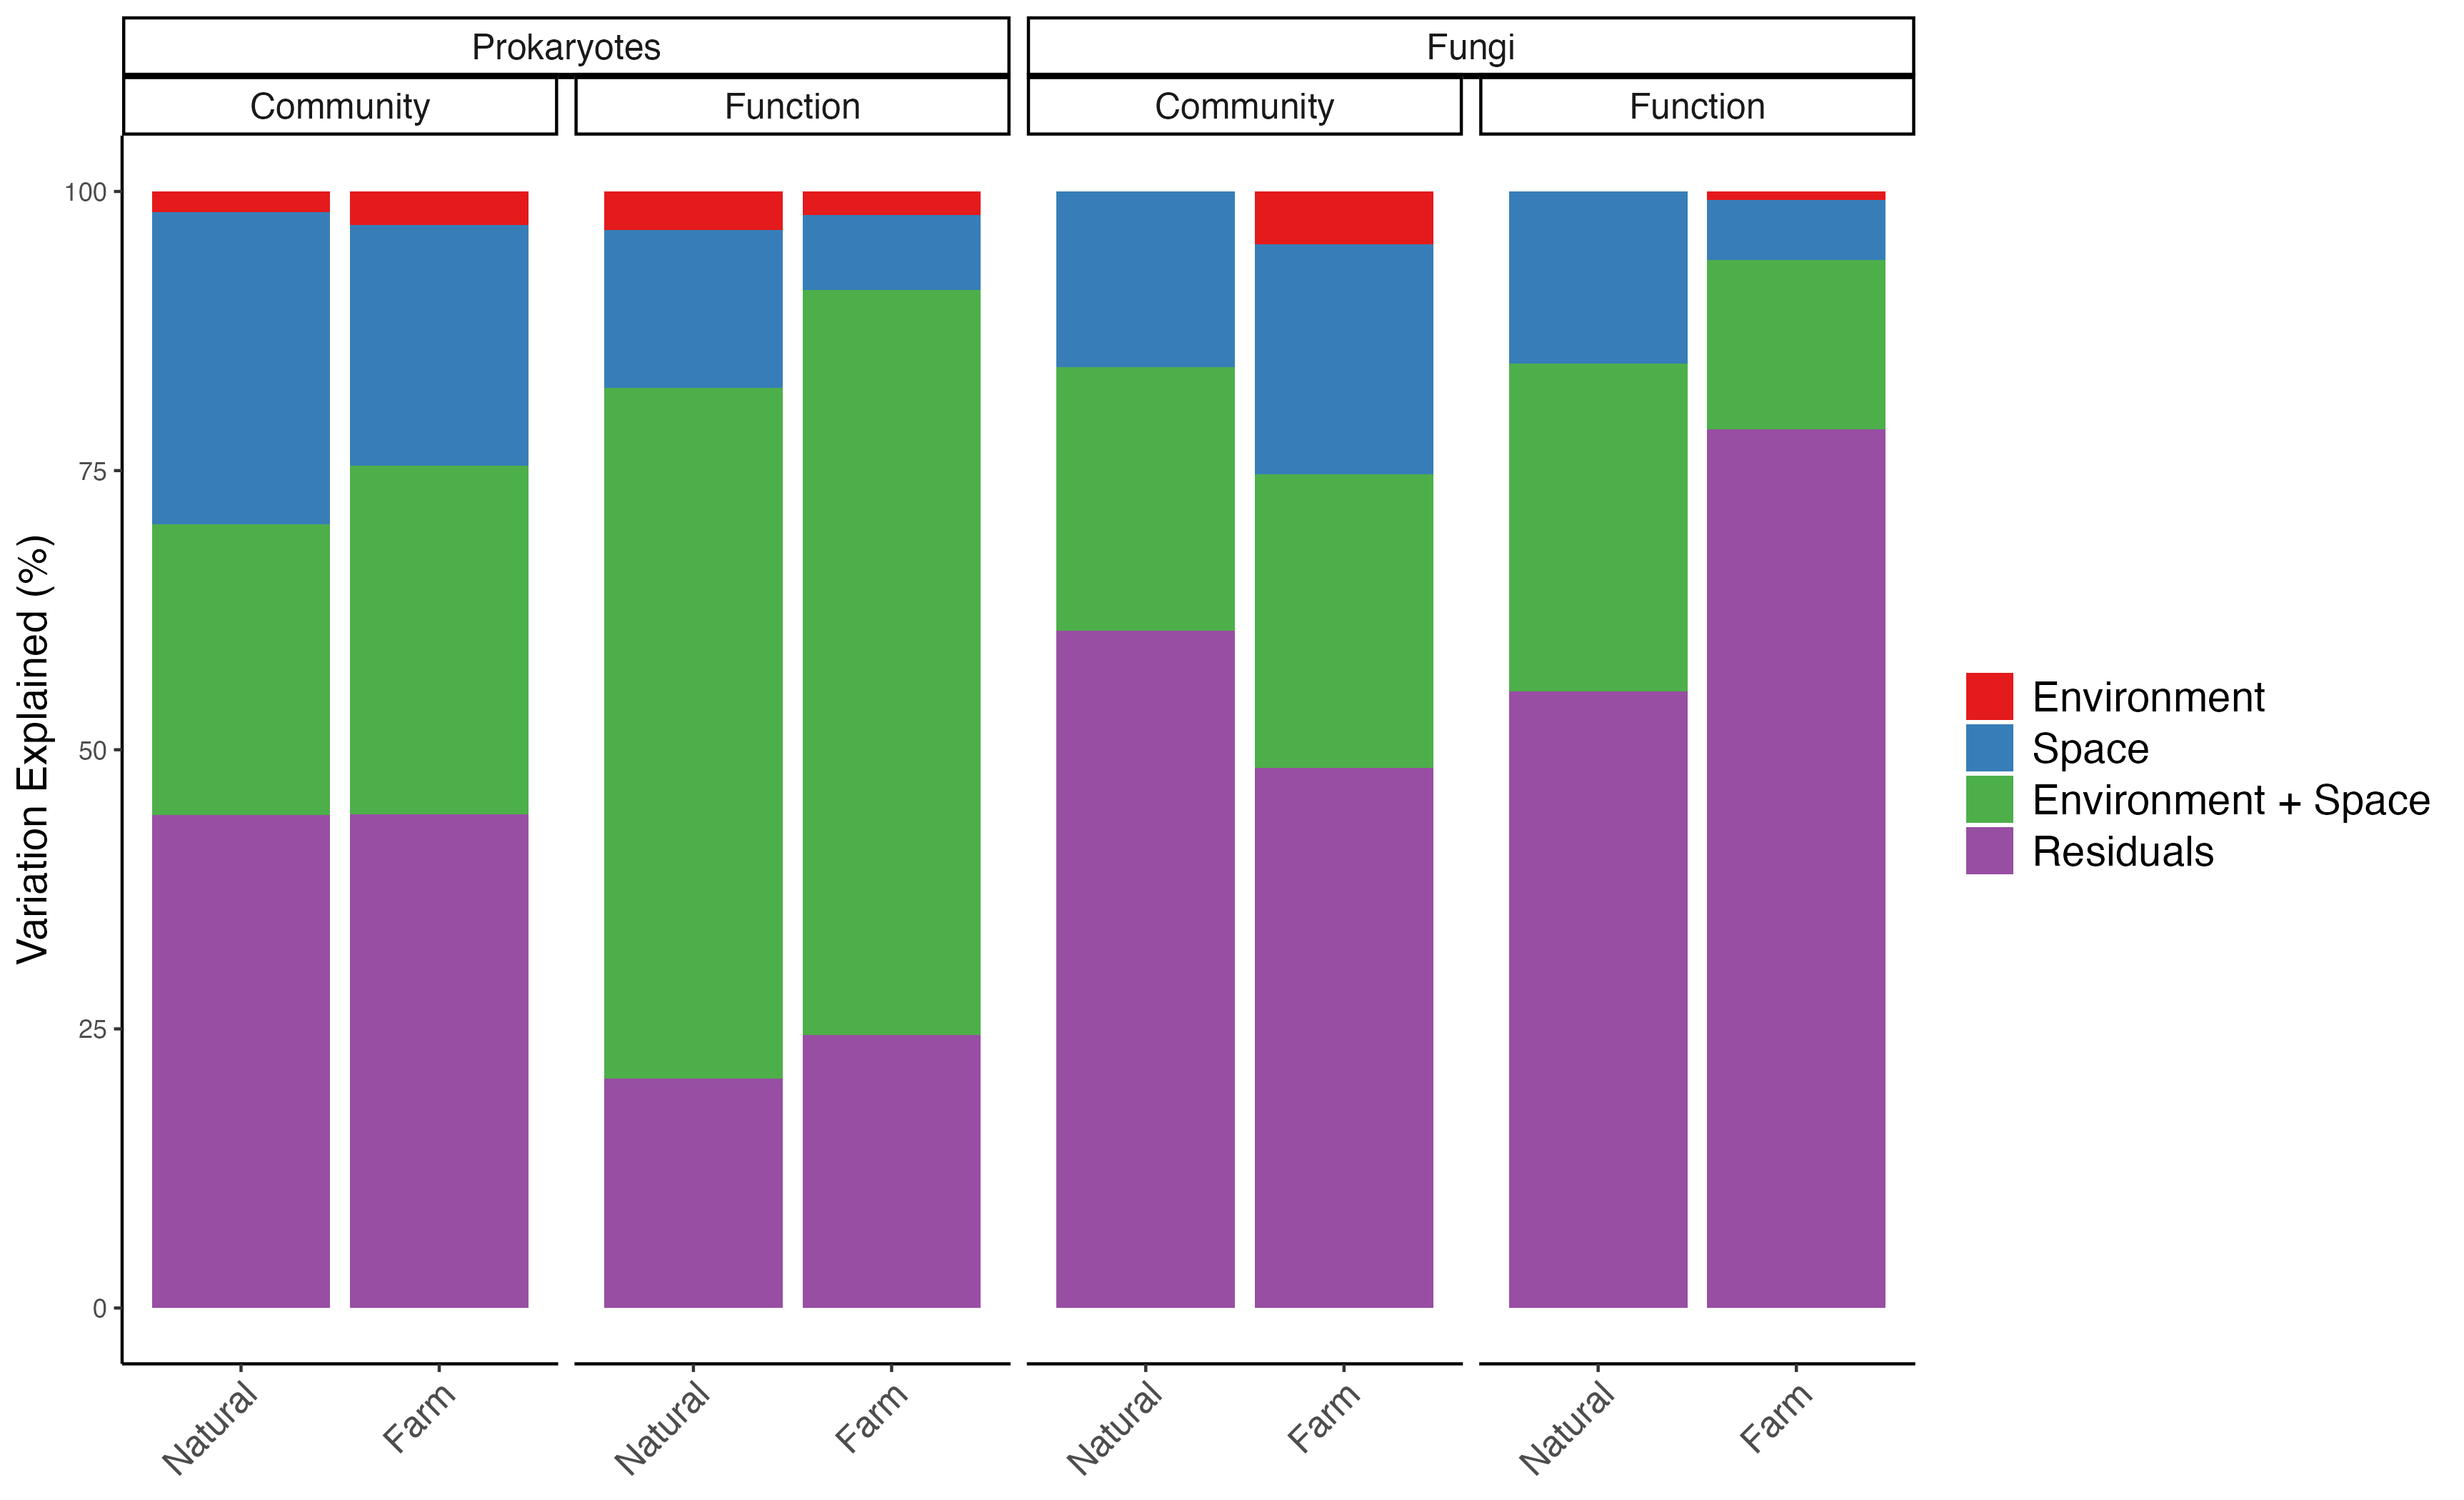 Prokaryotes
Fungi
Community
Function
Community
Function
100
75
50
25
0
Variation Explained (%)
Natural
Farm
Natural
Farm
Natural
Farm
Natural
Farm
Environment
Space
Environment + Space
Residuals